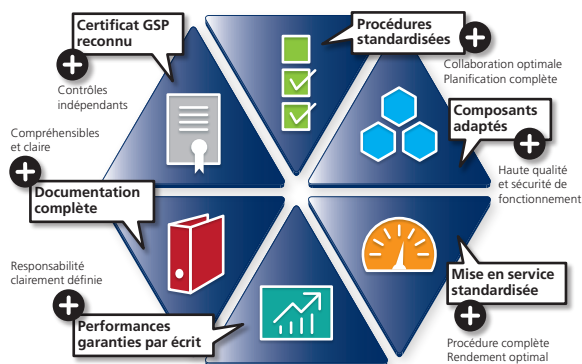 Certificat GSP
reconnu
Contrôles
indépendants
Procédures
standardisées
Collaboration optimale
Planification complète
Composants
adaptés
Haute qualité
et sécurité de
fonctionnement
Mise en service
standardisée
Procédure complète
Rendement optimal
Performances
garanties par écrit
Responsabilité
clairement définie
Documentation
complète
Compréhensibles
et claire